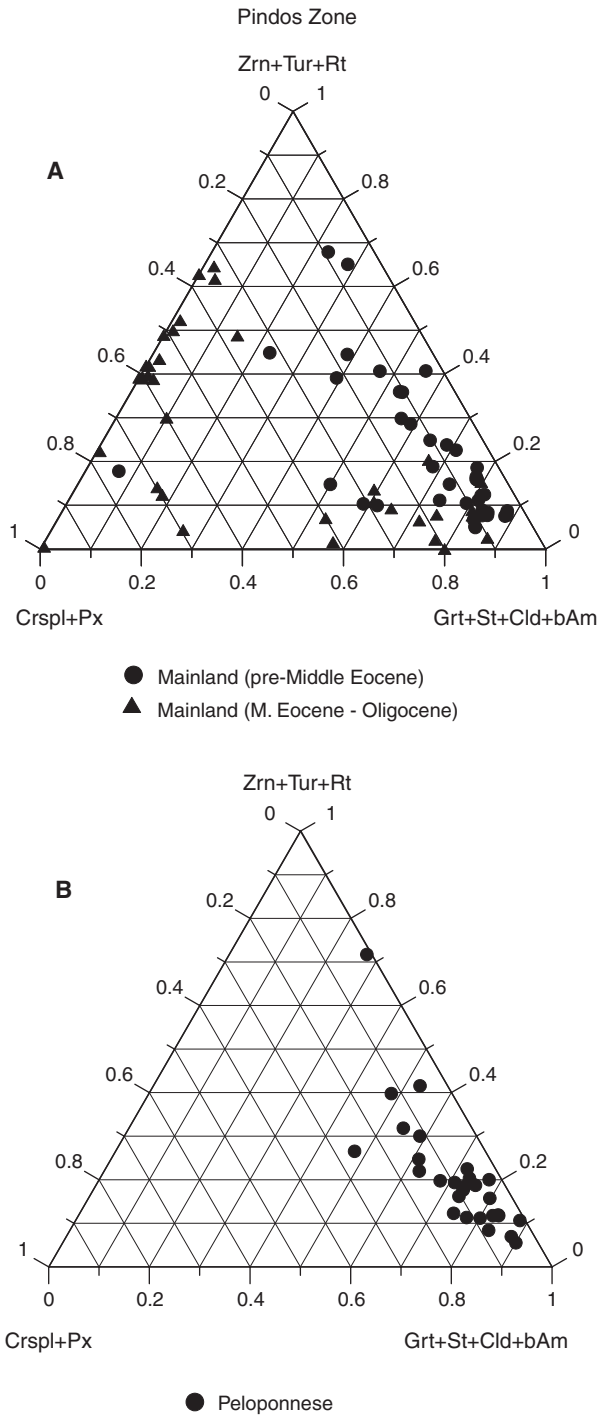 Pindos Zone
Zrn+Tur+Rt
0 1
A
0.2 0.8
0.4 0.6
0.6 0.4
0.8 0.2
1 0
0 0.2 0.4 0.6 0.8 1
Crspl+Px Grt+St+Cld+bAm
Mainland (pre-Middle Eocene)
Mainland (M. Eocene - Oligocene)
Zrn+Tur+Rt
0 1
B
0.2 0.8
0.4 0.6
0.6 0.4
0.8 0.2
1 0
0 0.2 0.4 0.6 0.8 1
Crspl+Px Grt+St+Cld+bAm
Peloponnese